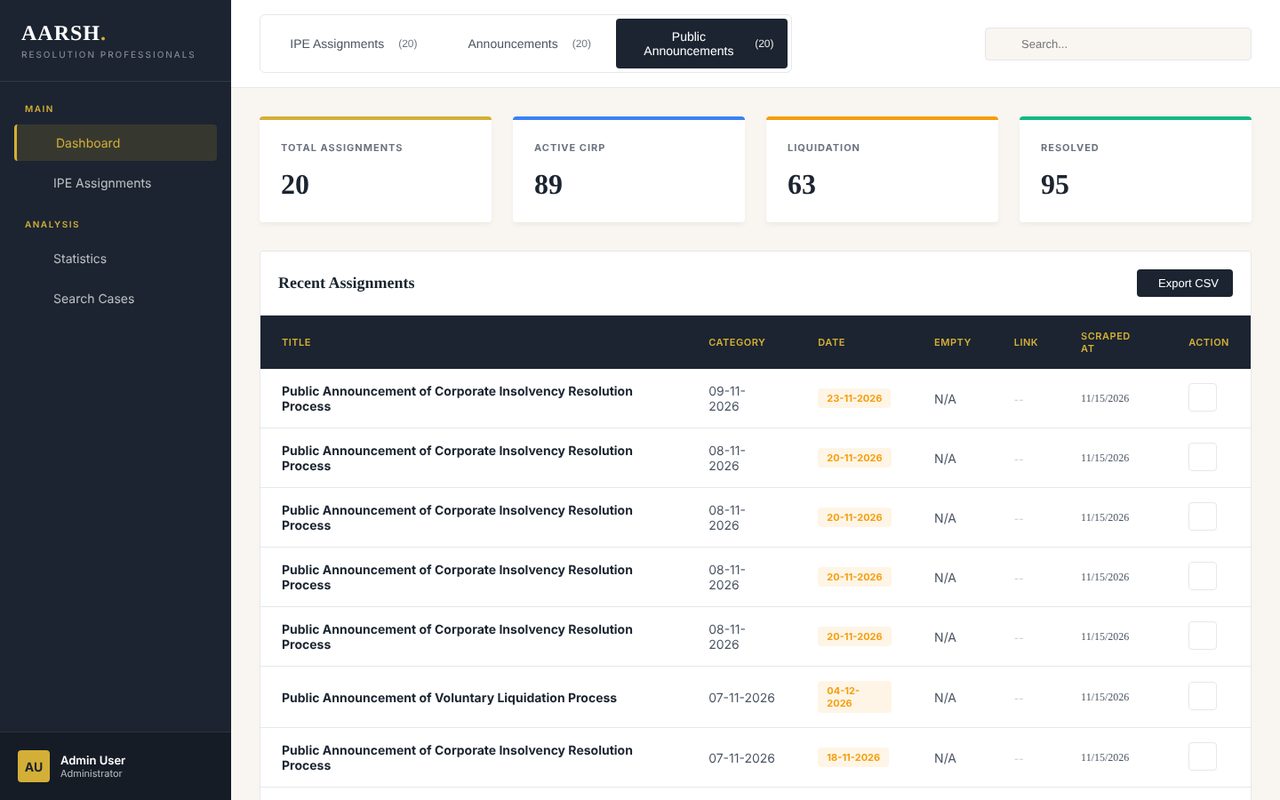 AARSH.
RESOLUTION PROFESSIONALS
MAIN
Dashboard
IPE Assignments
ANALYSIS
Statistics
Search Cases
AU
Admin User
Administrator
IPE Assignments (20)
Announcements (20)
Public
Announcements
(20)
Search...
TOTAL ASSIGNMENTS
20
ACTIVE CIRP
89
LIQUIDATION
63
RESOLVED
95
Recent Assignments
Export CSV
TITLE CATEGORY DATE EMPTY LINK SCRAPED AT ACTION
Public Announcement of Corporate Insolvency Resolution
Process
09-11-
2026
23-11-2026
N/A
--
11/15/2026
Public Announcement of Corporate Insolvency Resolution
Process
08-11-
2026
20-11-2026
N/A
--
11/15/2026
Public Announcement of Corporate Insolvency Resolution
Process
08-11-
2026
20-11-2026
N/A
--
11/15/2026
Public Announcement of Corporate Insolvency Resolution
Process
08-11-
2026
20-11-2026
N/A
--
11/15/2026
Public Announcement of Corporate Insolvency Resolution
Process
08-11-
2026
20-11-2026
N/A
--
11/15/2026
Public Announcement of Voluntary Liquidation Process
07-11-2026
04-12-
2026
N/A
--
11/15/2026
Public Announcement of Corporate Insolvency Resolution
Process
07-11-2026
18-11-2026
N/A
--
11/15/2026